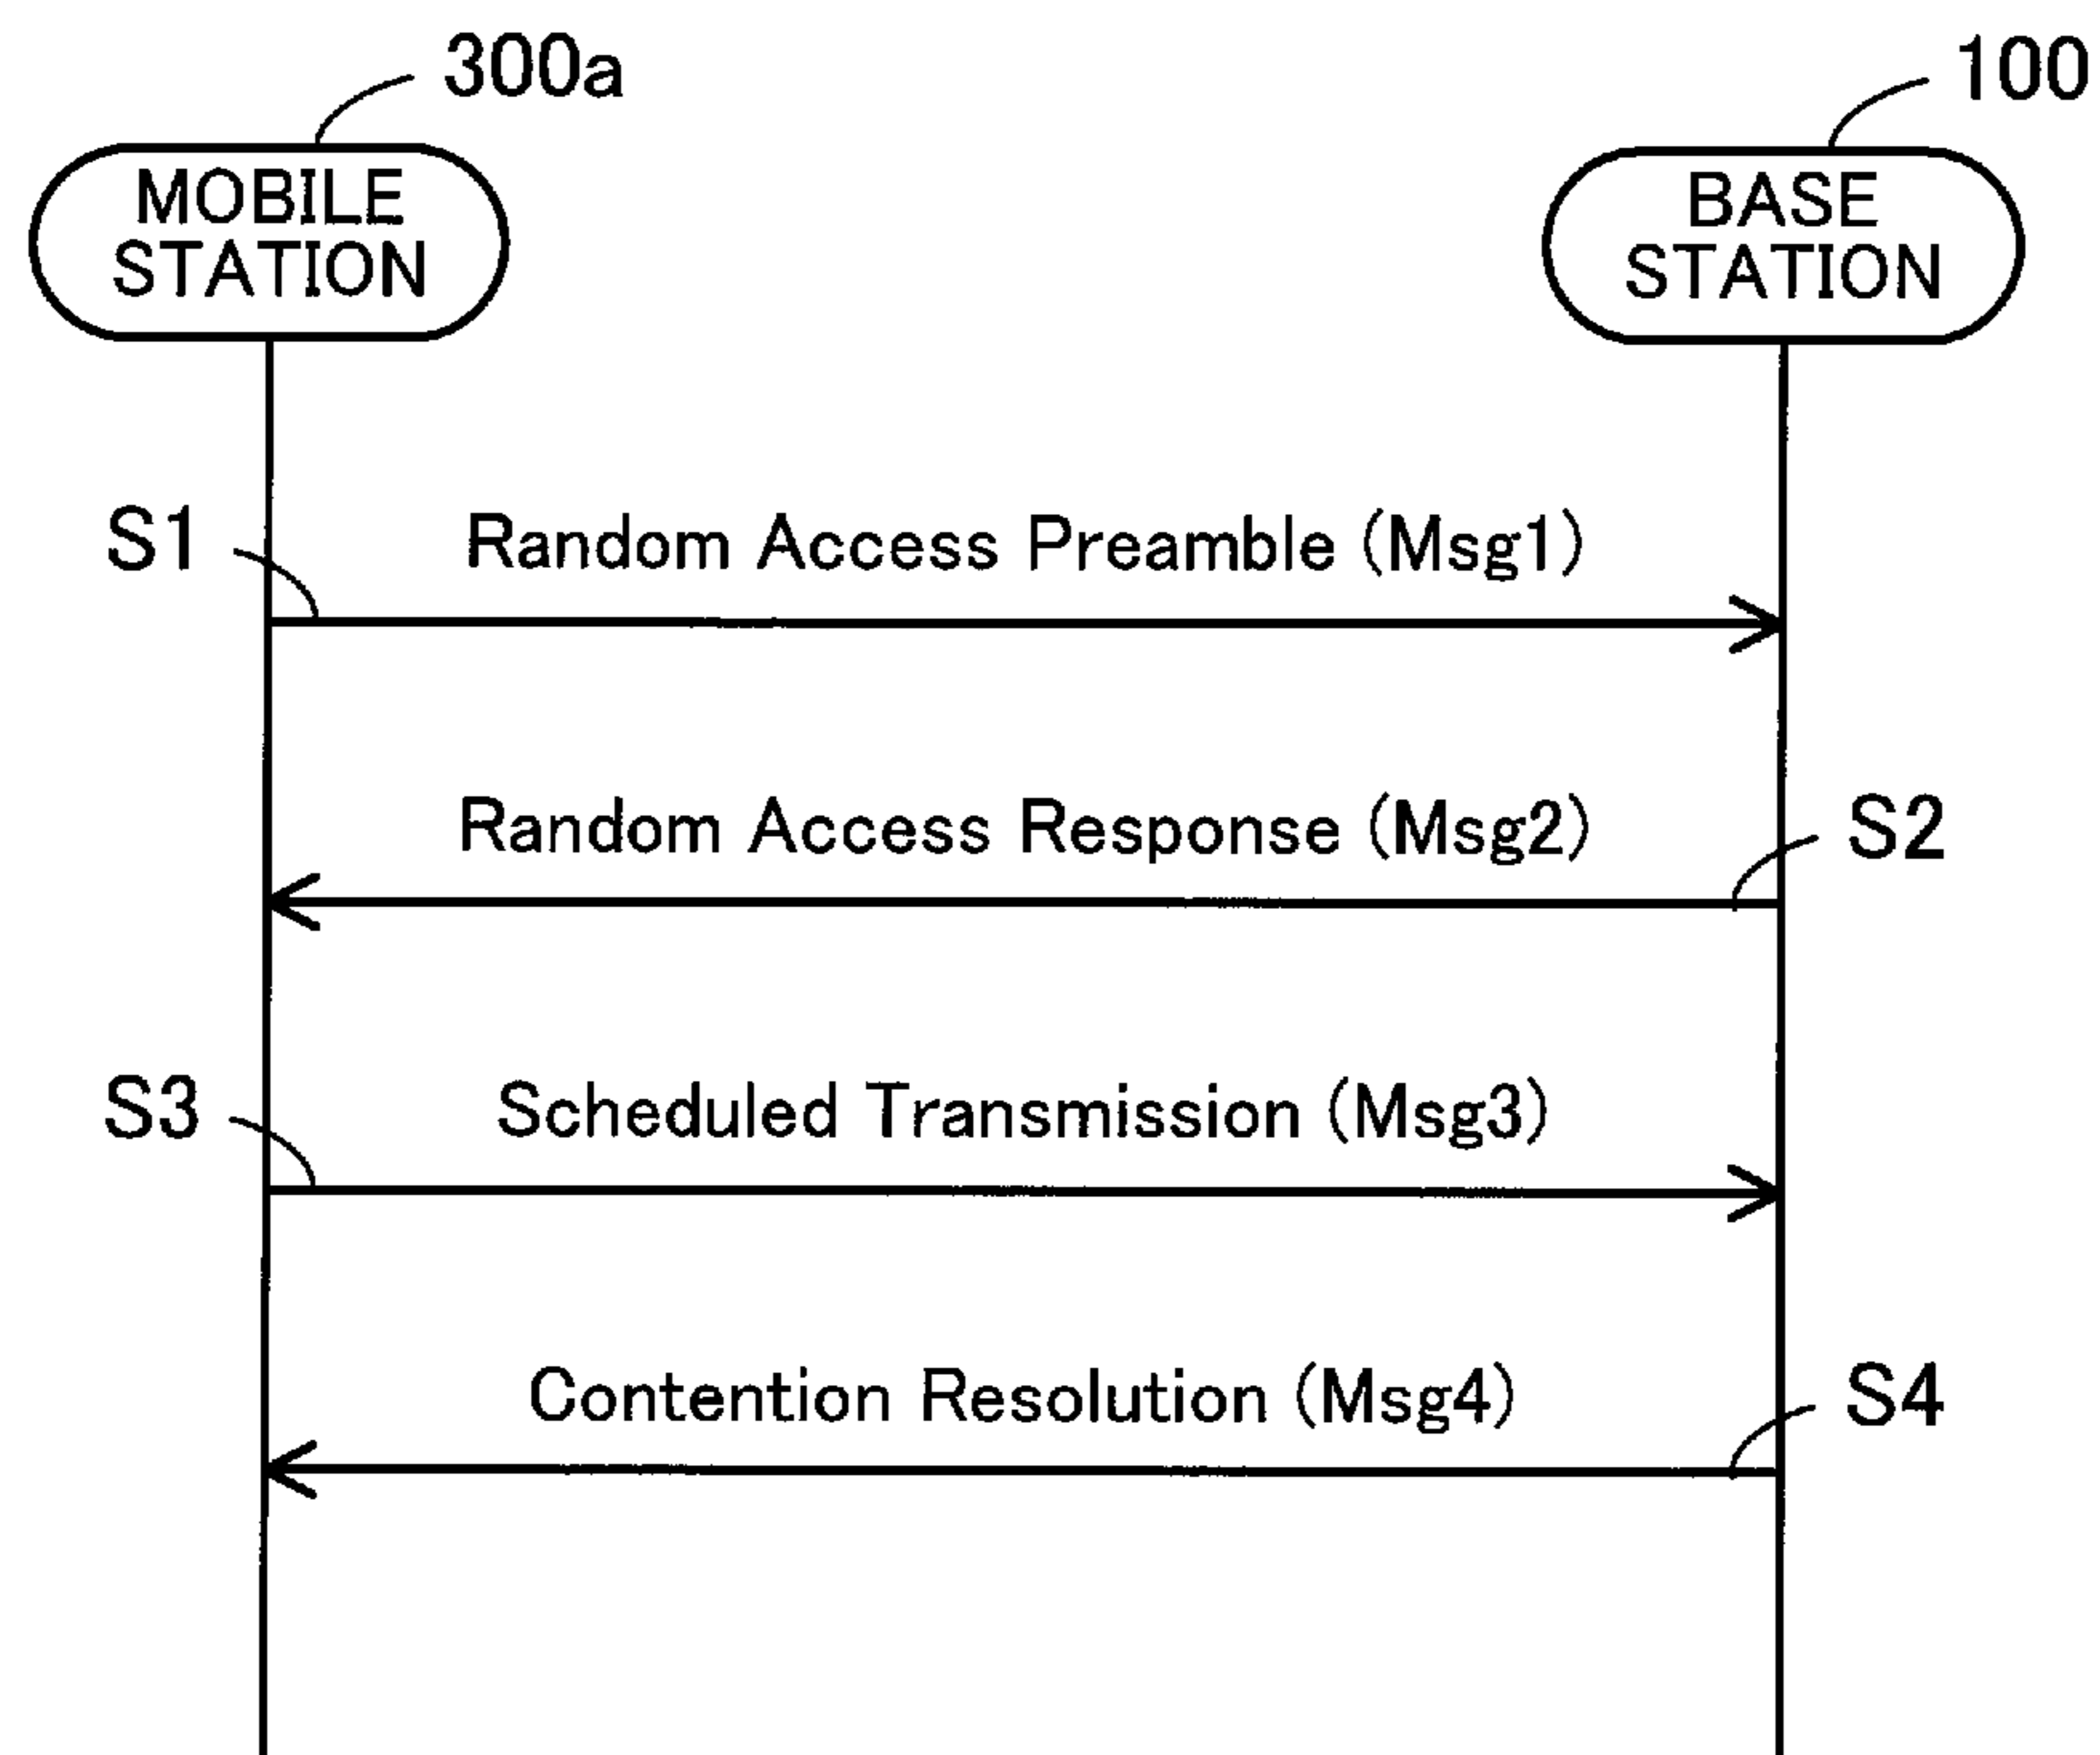 300a
100
MOBILE
STATION
BASE
STATION
S1
Random Access Preamble (Msg1)
Random Access Response (Msg2)
S2
S3
Scheduled Transmission (Msg3)
Contention Resolution (Msg4)
S4